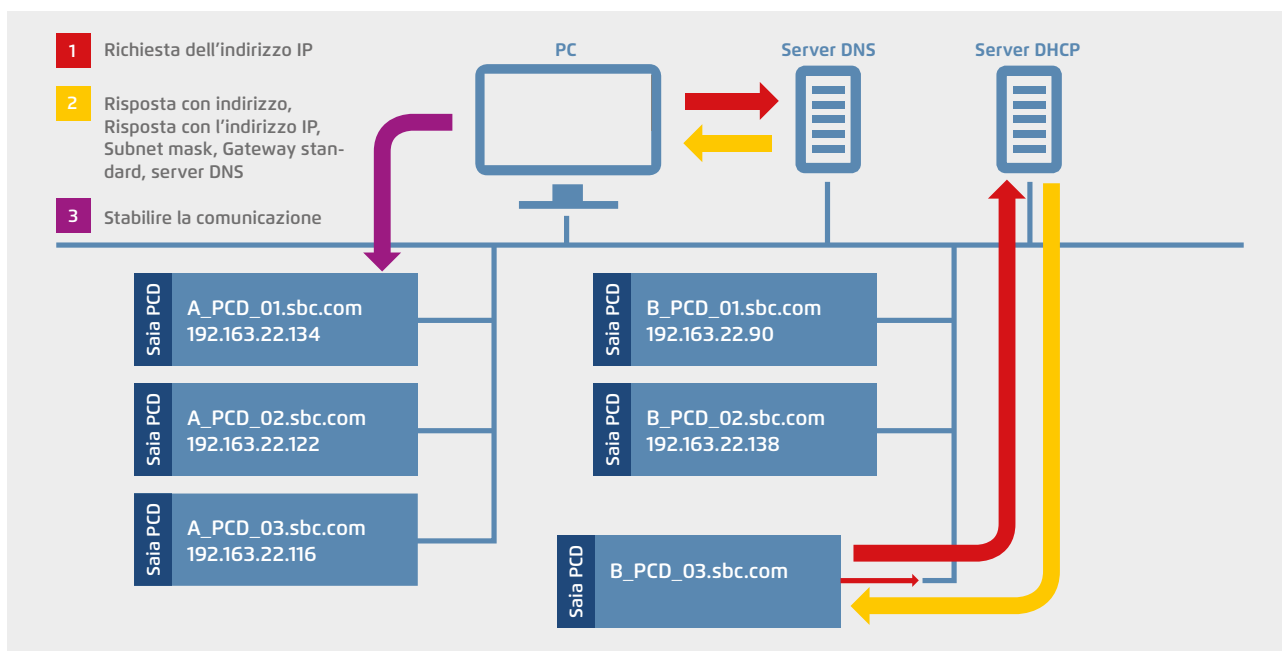 1 Richiesta dell'indirizzo IP
2 Risposta con indirizzo,
Risposta con l'indirizzo IP,
Subnet mask, Gateway stan-
dard, server DNS
3 Stabilire la comunicazione
PC
Server DNS
Server DHCP
Saia PCD
A_PCD_01.sbc.com
192.163.22.134
Saia PCD
B_PCD_01.sbc.com
192.163.22.90
Saia PCD
A_PCD_02.sbc.com
192.163.22.122
Saia PCD
B_PCD_02.sbc.com
192.163.22.138
Saia PCD
A_PCD_03.sbc.com
192.163.22.116
Saia PCD
B_PCD_03.sbc.com